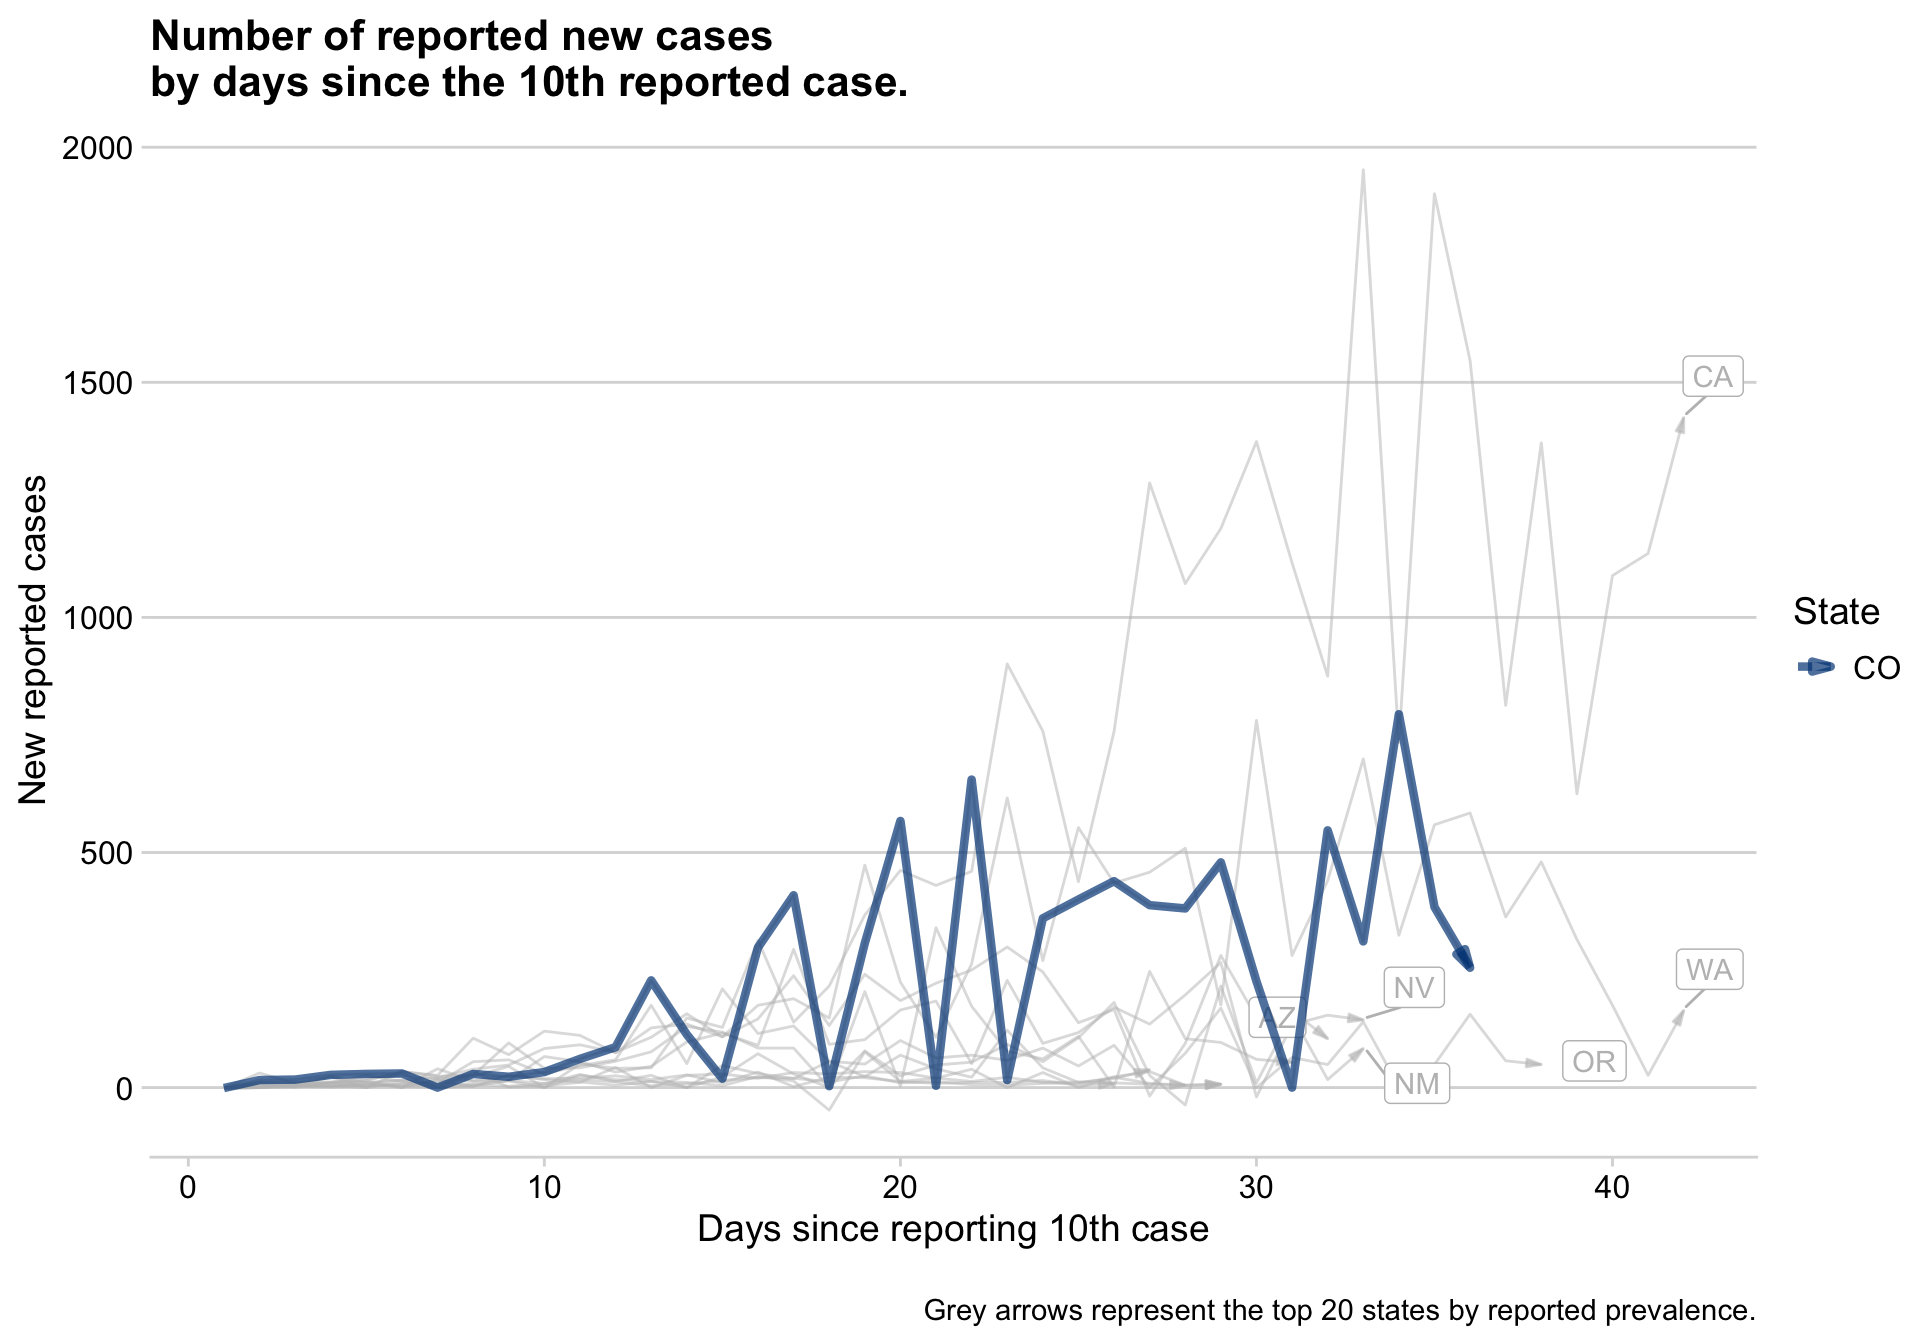 Number of reported new cases
by days since the 10th reported case.
2000
1500
1000
500
0
New reported cases
CA
WA
NV
AZ
OR
NM
State
CO
0 10 20 30 40
Days since reporting 10th case
Grey arrows represent the top 20 states by reported prevalence.